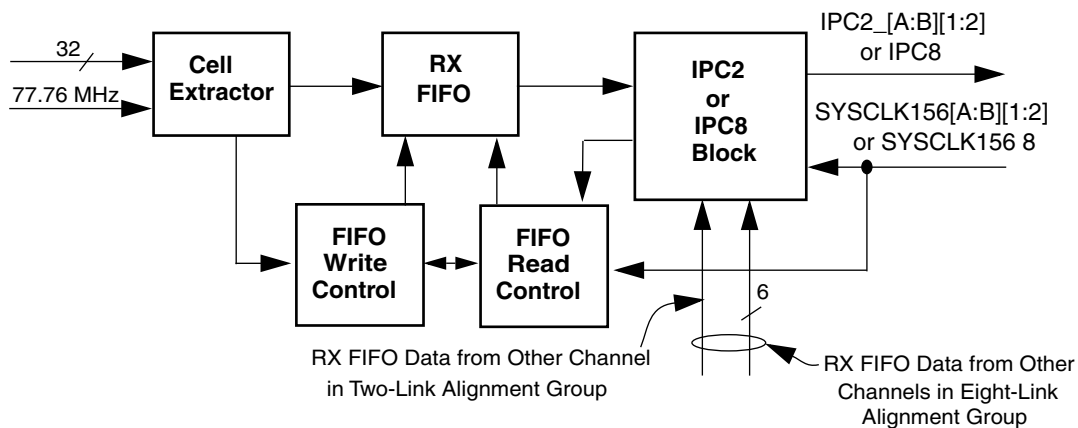 32
77.76 MHz
Cell
Extractor
RX
FIFO
IPC2
or
IPC8
Block
IPC2_[A:B][1:2]
or IPC8
SYSCLK156[A:B][1:2]
or SYSCLK156 8
FIFO
Write
Control
FIFO
Read
Control
6
RX FIFO Data from Other Channel
in Two-Link Alignment Group
RX FIFO Data from Other
Channels in Eight-Link
Alignment Group